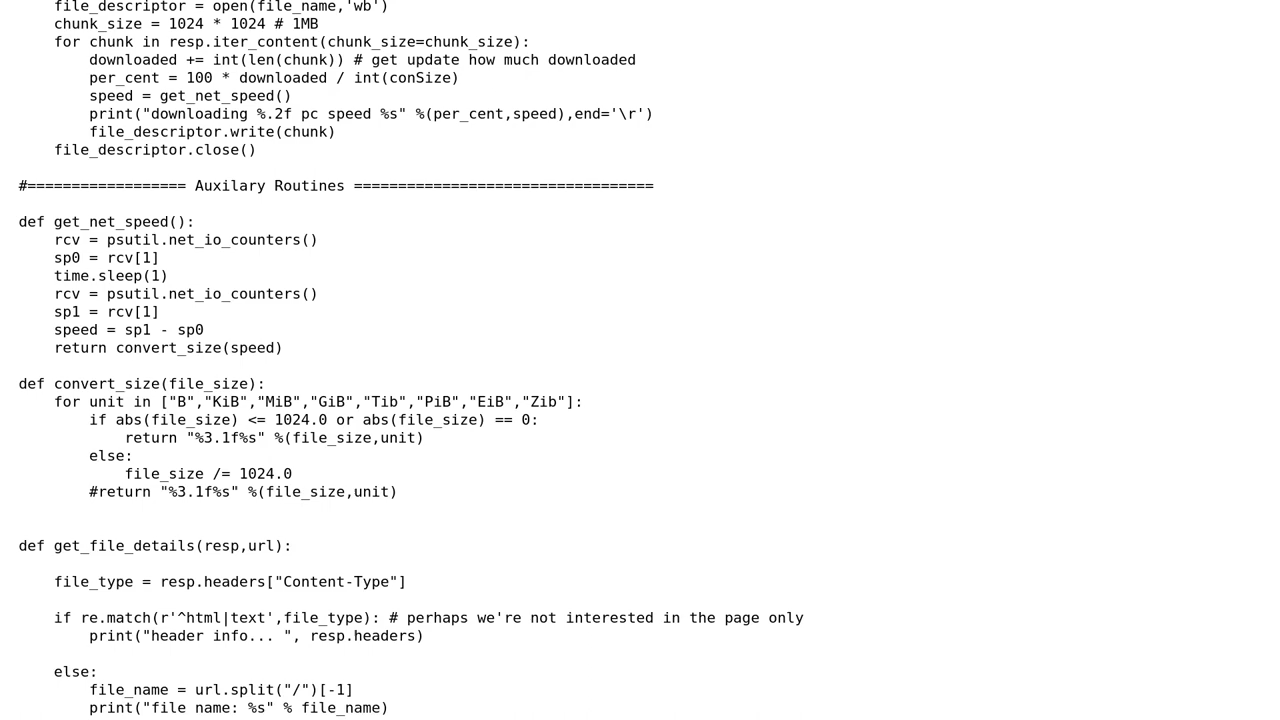 file_descriptor = open(file_name,'wb')
chunk_size = 1024 * 1024 # 1MB
for chunk in resp.iter_content(chunk_size=chunk_size):
downloaded += int(len(chunk)) # get update how much downloaded
per_cent = 100 * downloaded / int(conSize)
speed = get_net_speed()
print("downloading %.2f pc speed %s" %(per_cent,speed),end='\r')
file_descriptor.write(chunk)
file_descriptor.close()
#================== Auxilary Routines ==================================
def get_net_speed():
rcv = psutil.net_io_counters()
sp0 = rcv[1]
time.sleep(1)
rcv = psutil.net_io_counters()
sp1 = rcv[1]
speed = sp1 - sp0
return convert_size(speed)
def convert_size(file_size):
for unit in ["B","KiB","MiB","GiB","Tib","PiB","EiB","Zib"]:
if abs(file_size) <= 1024.0 or abs(file_size) == 0:
return "%3.1f%s" %(file_size,unit)
else:
file_size /= 1024.0
#return "%3.1f%s" %(file_size,unit)
def get_file_details(resp,url):
file_type = resp.headers["Content-Type"]
if re.match(r'^html|text',file_type): # perhaps we're not interested in the page only
print("header info... ", resp.headers)
else:
file_name = url.split("/")[-1]
print("file name: %s" % file_name)